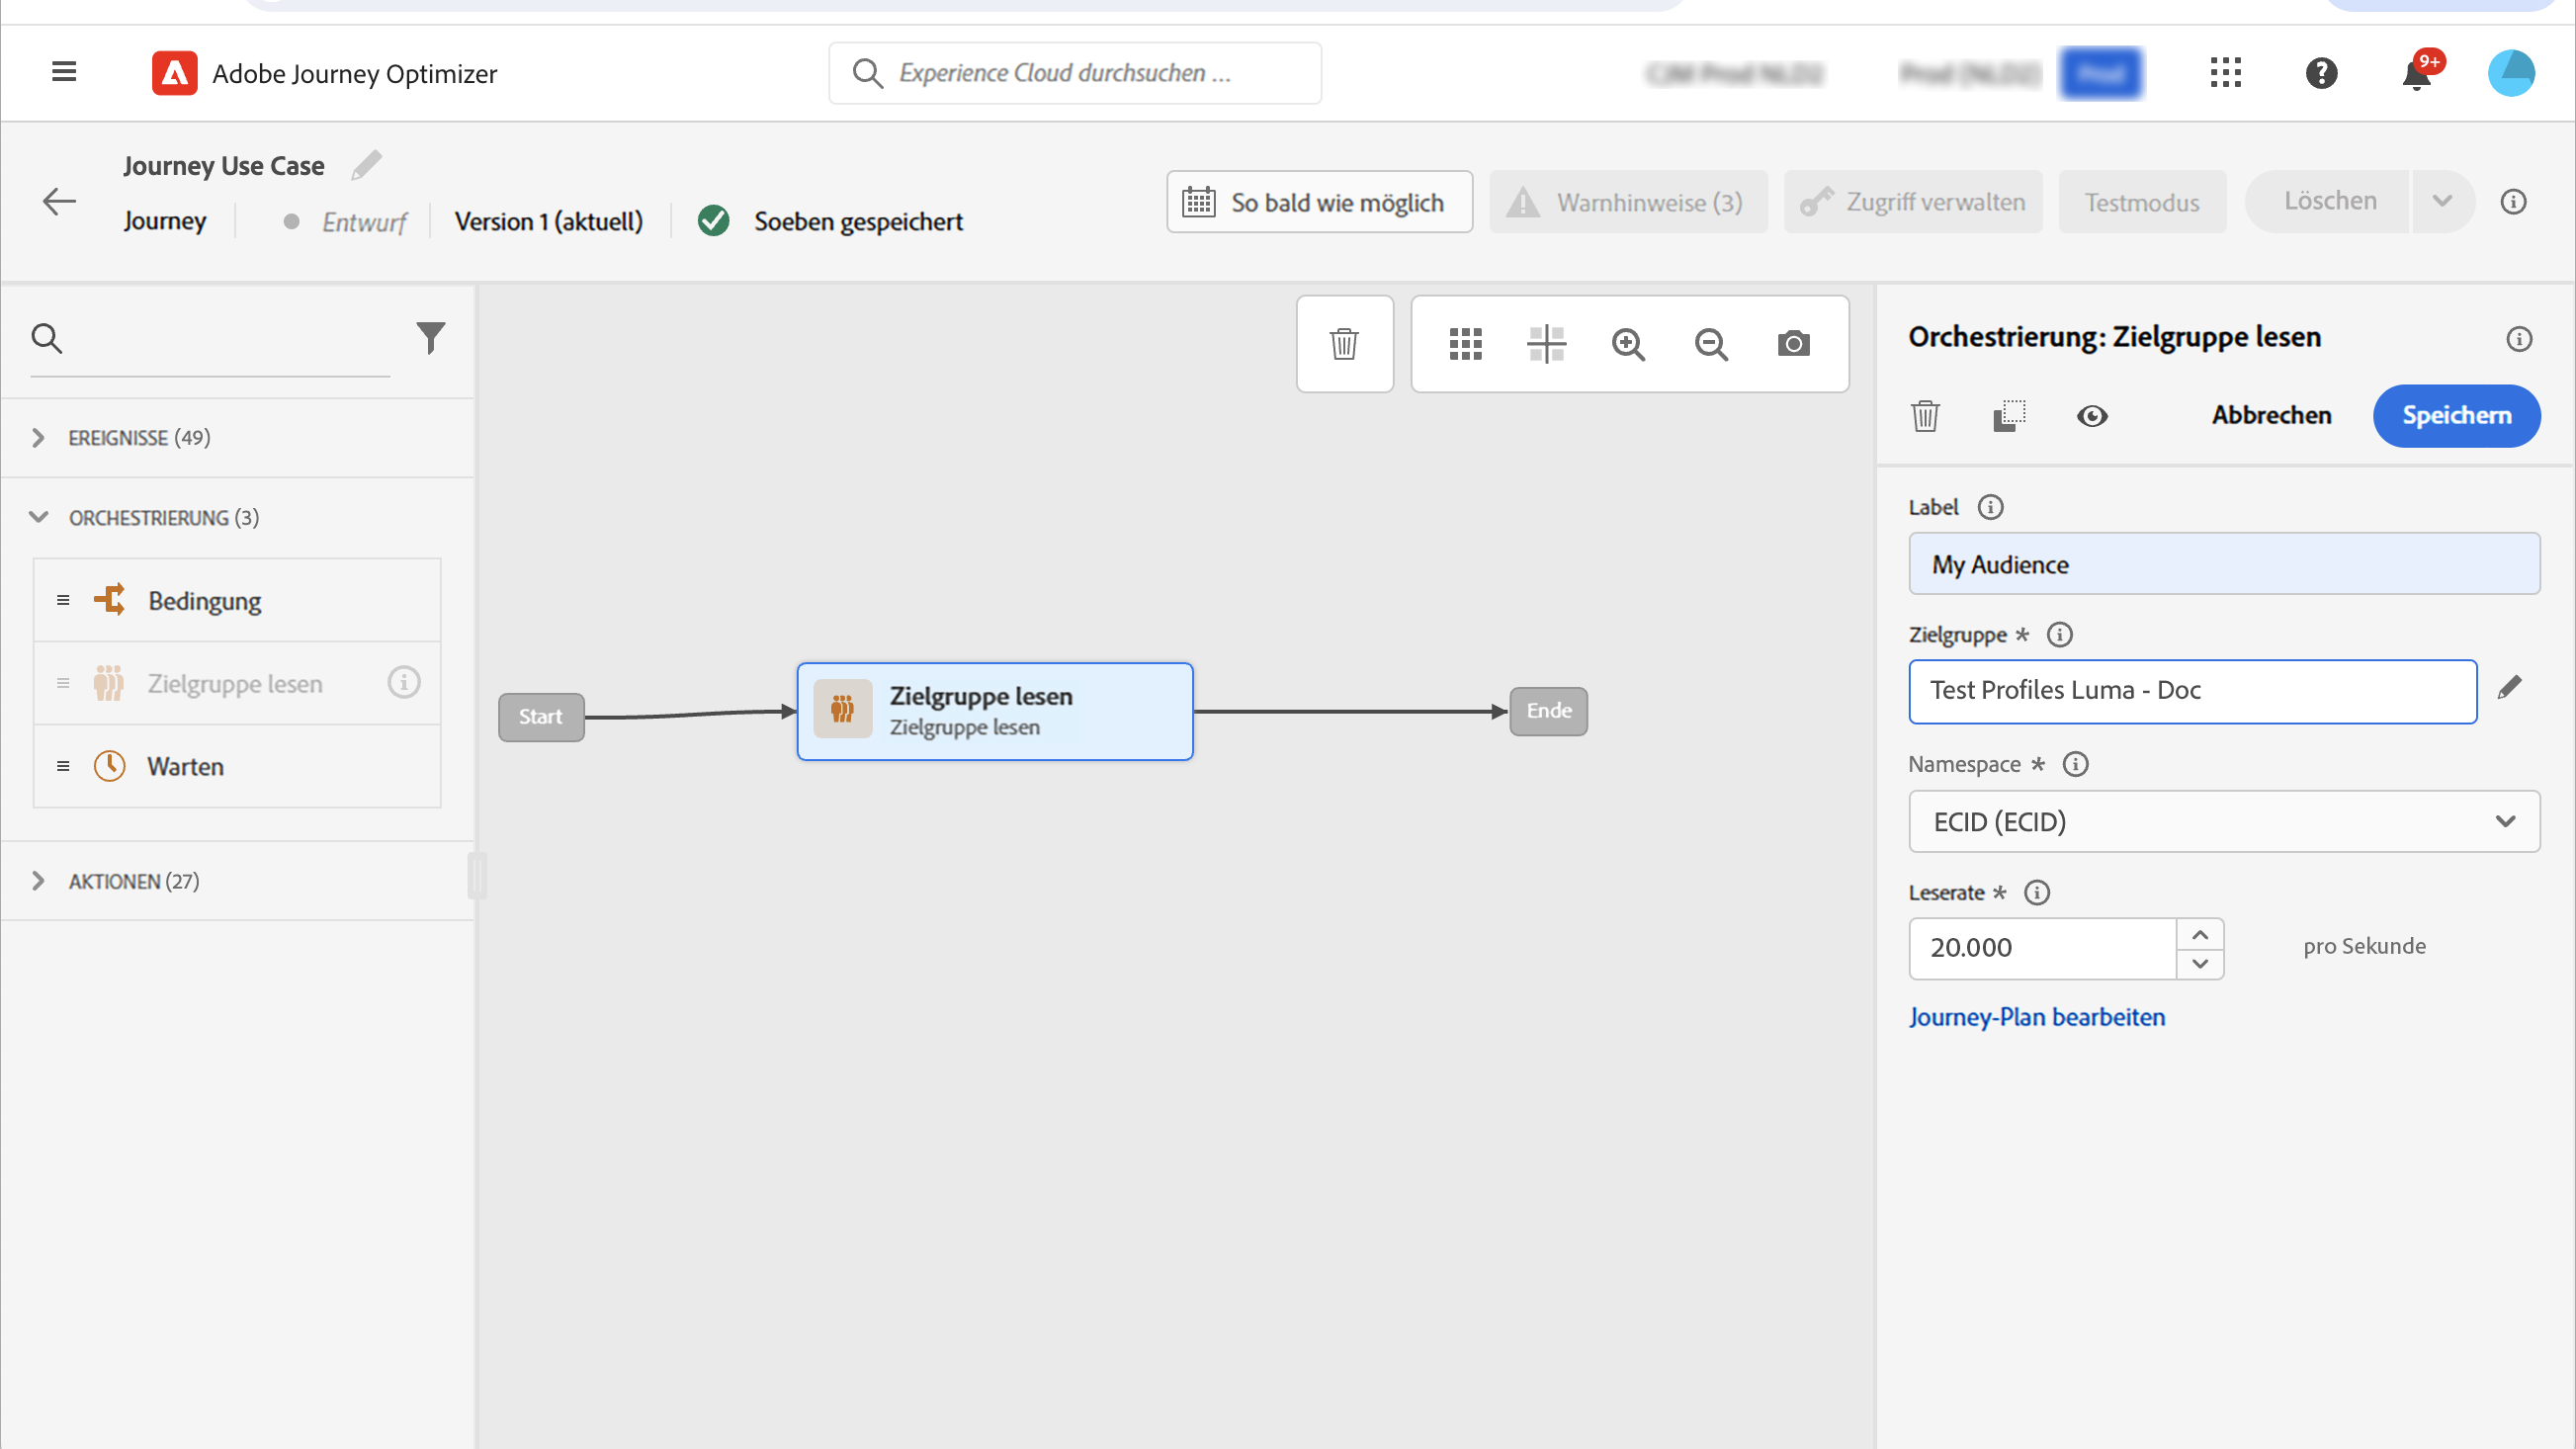 Adobe Journey Optimizer
Experience Cloud durchsuchen ...
9+
Journey Use Case
Journey
Entwurf
Version 1 (aktuell)
Soeben gespeichert
So bald wie möglich
Warnhinweise (3)
Zugriff verwalten
Testmodus
Löschen
EREIGNISSE (49)
ORCHESTRIERUNG (3)
Bedingung
Zielgruppe lesen
Warten
AKTIONEN (27)
Start
Zielgruppe lesen
Zielgruppe lesen
Ende
Orchestrierung: Zielgruppe lesen
Abbrechen
Speichern
Label
My Audience
Zielgruppe *
Test Profiles Luma - Doc
Namespace *
ECID (ECID)
Leserate *
20.000
pro Sekunde
Journey-Plan bearbeiten